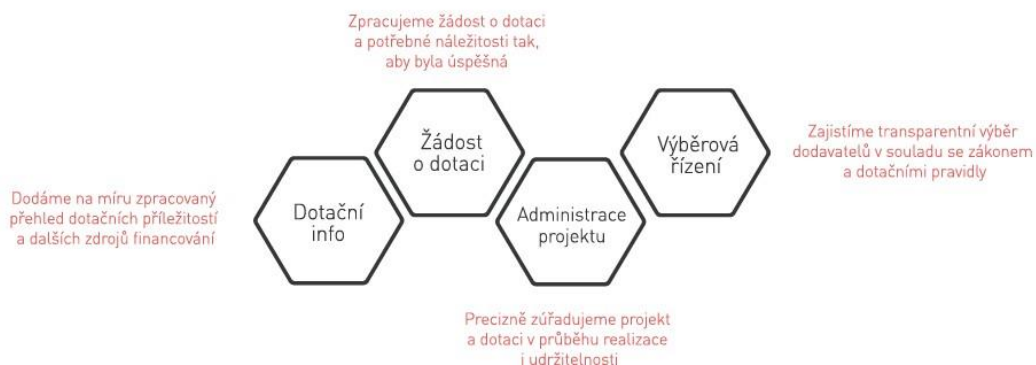 Zpracujeme žádost o dotaci
a potřebné náležitosti tak,
aby byla úspěšná
Žádost
o dotaci
Výběrová
řízení
Zajistíme transparentní výběr
dodavatelů v souladu se zákonem
a dotačními pravidly
Dodáme na míru zpracovaný
přehled dotačních příležitostí
a dalších zdrojů financování
Dotační
info
Administrace
projektu
Precizně zúřadujeme projekt
a dotaci v průběhu realizace
i udržitelnosti